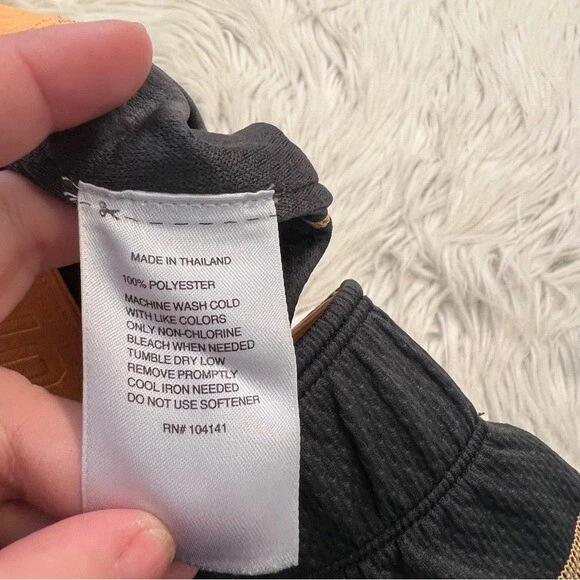 MADE IN THAILAND
100% POLYESTER
MACHINE WASH COLD
WITH LIKE COLORS
ONLY NON-CHLORINE
BLEACH WHEN NEEDED
TUMBLE DRY LOW
REMOVE PROMPTLY
COOL IRON NEEDED
DO NOT USE SOFTENER
RN# 104141